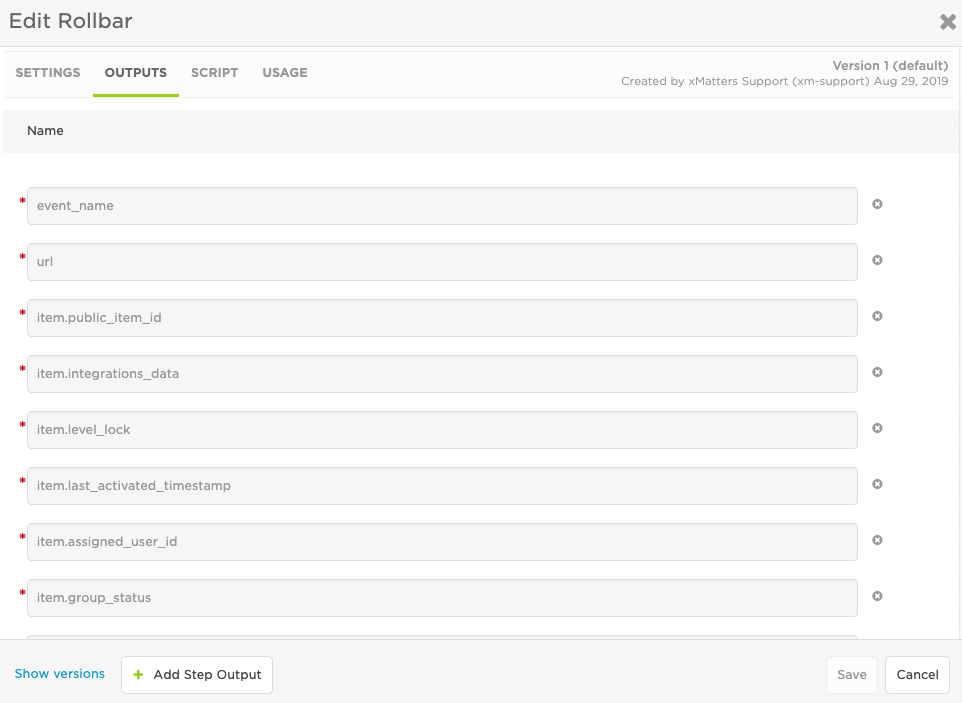 Edit Rollbar
SETTINGS OUTPUTS SCRIPT USAGE
Version 1 (default)
Created by xMatters Support (xm-support) Aug 29, 2019
Name
* event_name
* url
* item.public_item_id
* item.integrations_data
* item.level_lock
* item.last_activated_timestamp
* item.assigned_user_id
* item.group_status
Show versions + Add Step Output Save Cancel